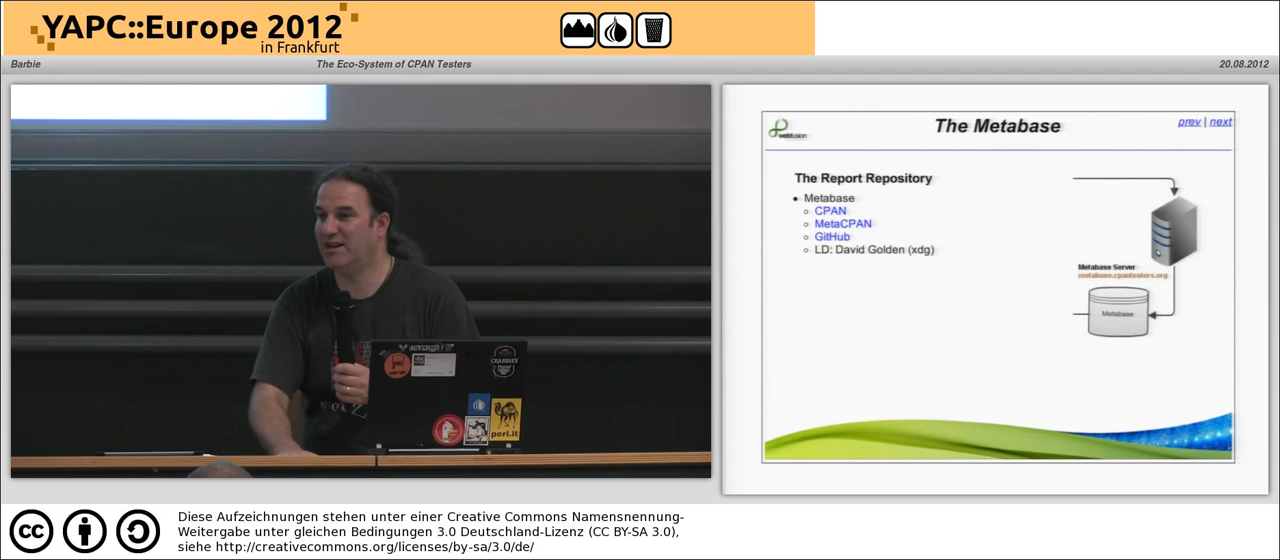 YAPC::Europe 2012
in Frankfurt
Barbie
The Eco-System of CPAN Testers
20.08.2012
webfusion
The Metabase
prev | next
The Report Repository
• Metabase
CPAN
MetaCPAN
GitHub
LD: David Golden (xdg)
Metabase Server
metabase.cpantesters.org
Metabase
CRABBIE'S
perl.it
cc
Diese Aufzeichnungen stehen unter einer Creative Commons Namensnennung-
Weitergabe unter gleichen Bedingungen 3.0 Deutschland-Lizenz (CC BY-SA 3.0),
siehe http://creativecommons.org/licenses/by-sa/3.0/de/